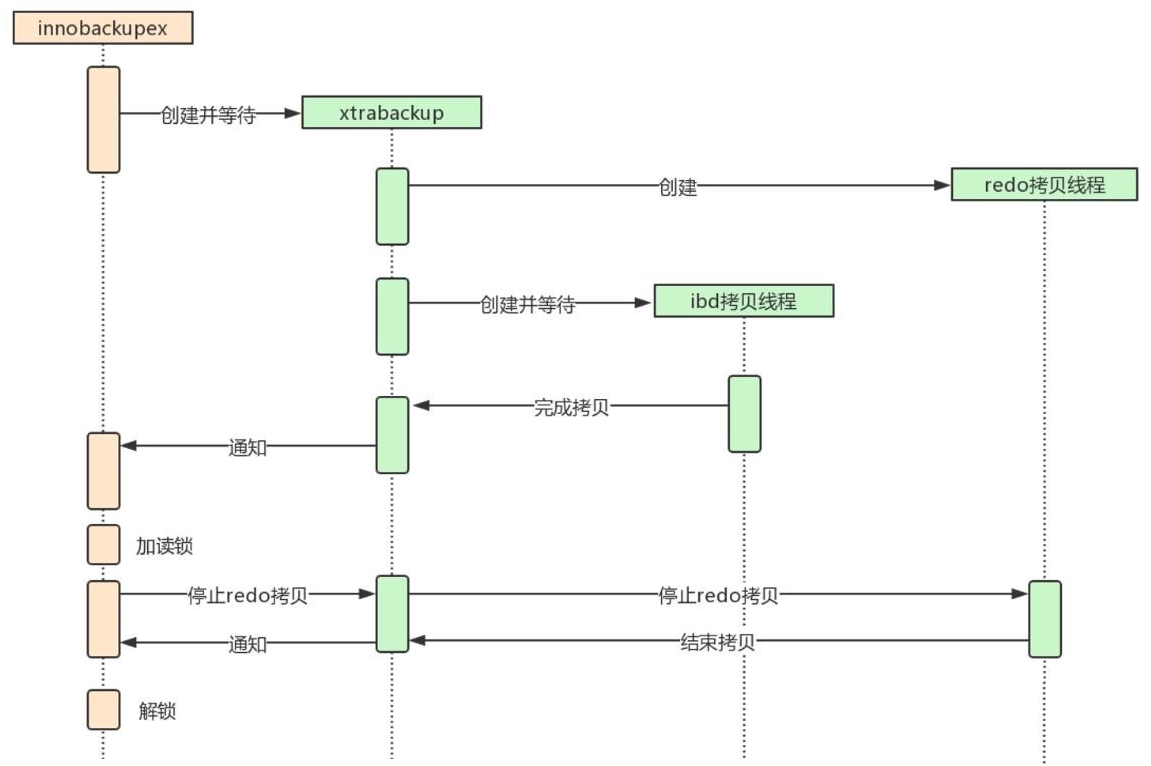 innobackupex
创建并等待
xtrabackup
创建
redo拷贝线程
创建并等待
ibd拷贝线程
完成拷贝
通知
加读锁
停止redo拷贝
停止redo拷贝
通知
结束拷贝
解锁